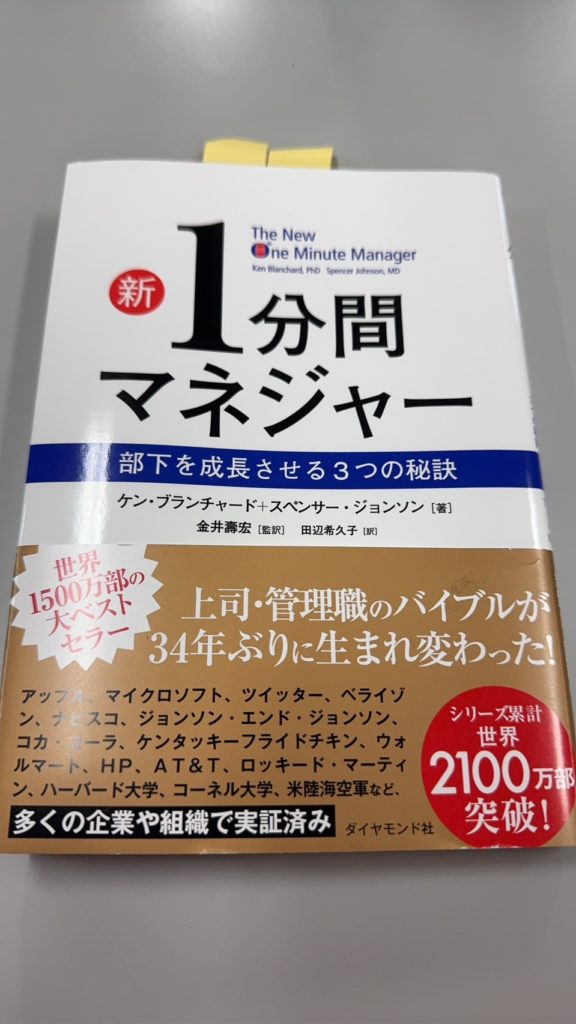 The New
One Minute Manager
Ken Blanchard, PhD Spencer Johnson, MD
新
1分間
マネジャー
部下を成長させる3つの秘訣
ケン・ブランチャード+スペンサー・ジョンソン [著]
金井壽宏 [監訳] 田辺希久子 [訳]
世界
1500万部の
大ベスト
セラー
上司・管理職のバイブルが
34年ぶりに生まれ変わった!
アップル、マイクロソフト、ツイッター、ベライゾ
ン、ナビスコ、ジョンソン・エンド・ジョンソン、
コカ・コーラ、ケンタッキーフライドチキン、ウォ
ルマート、HP、AT&T、ロッキード・マーティ
ン、ハーバード大学、コーネル大学、米陸海空軍など、
多くの企業や組織で実証済み
ダイヤモンド社
シリーズ累計
世界
2100万部
突破!